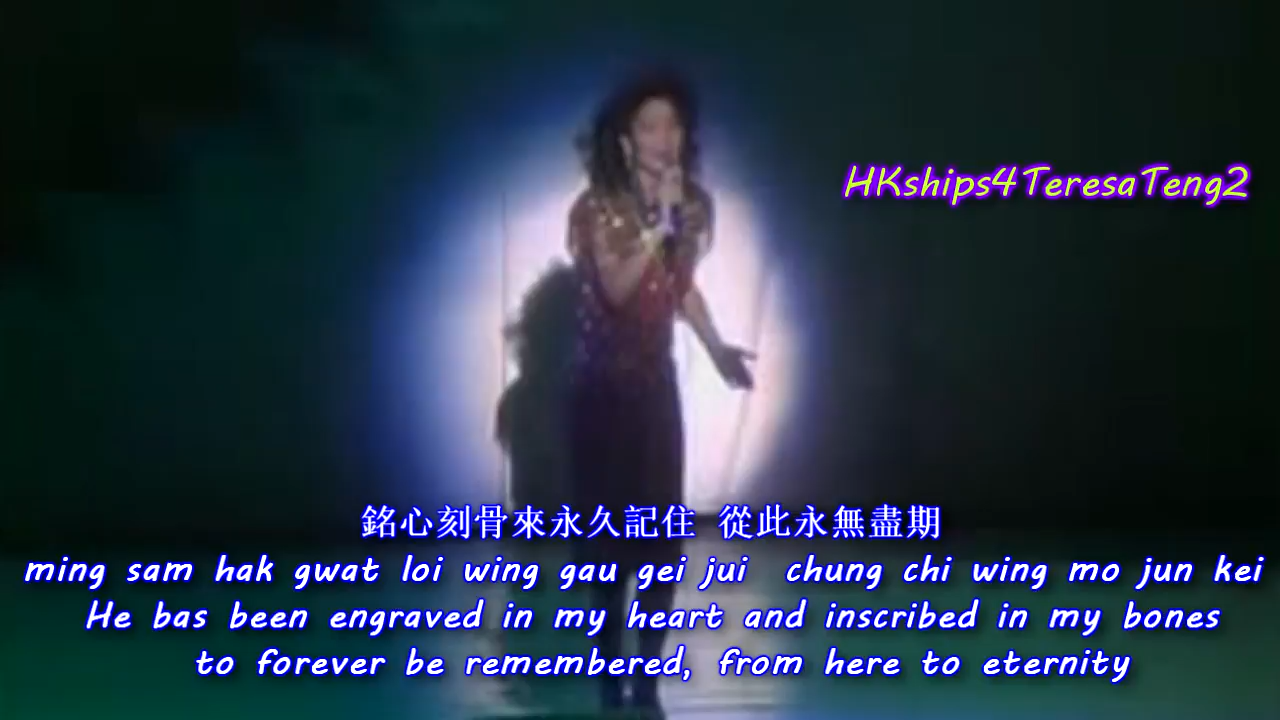 HKships4TeresaTeng2
銘心刻骨來永久記住 從此永無盡期
ming sam hak gwat loi wing gau gei jui chung chi wing mo jun kei
He bas been engraved in my heart and inscribed in my bones
to forever be remembered, from here to eternity